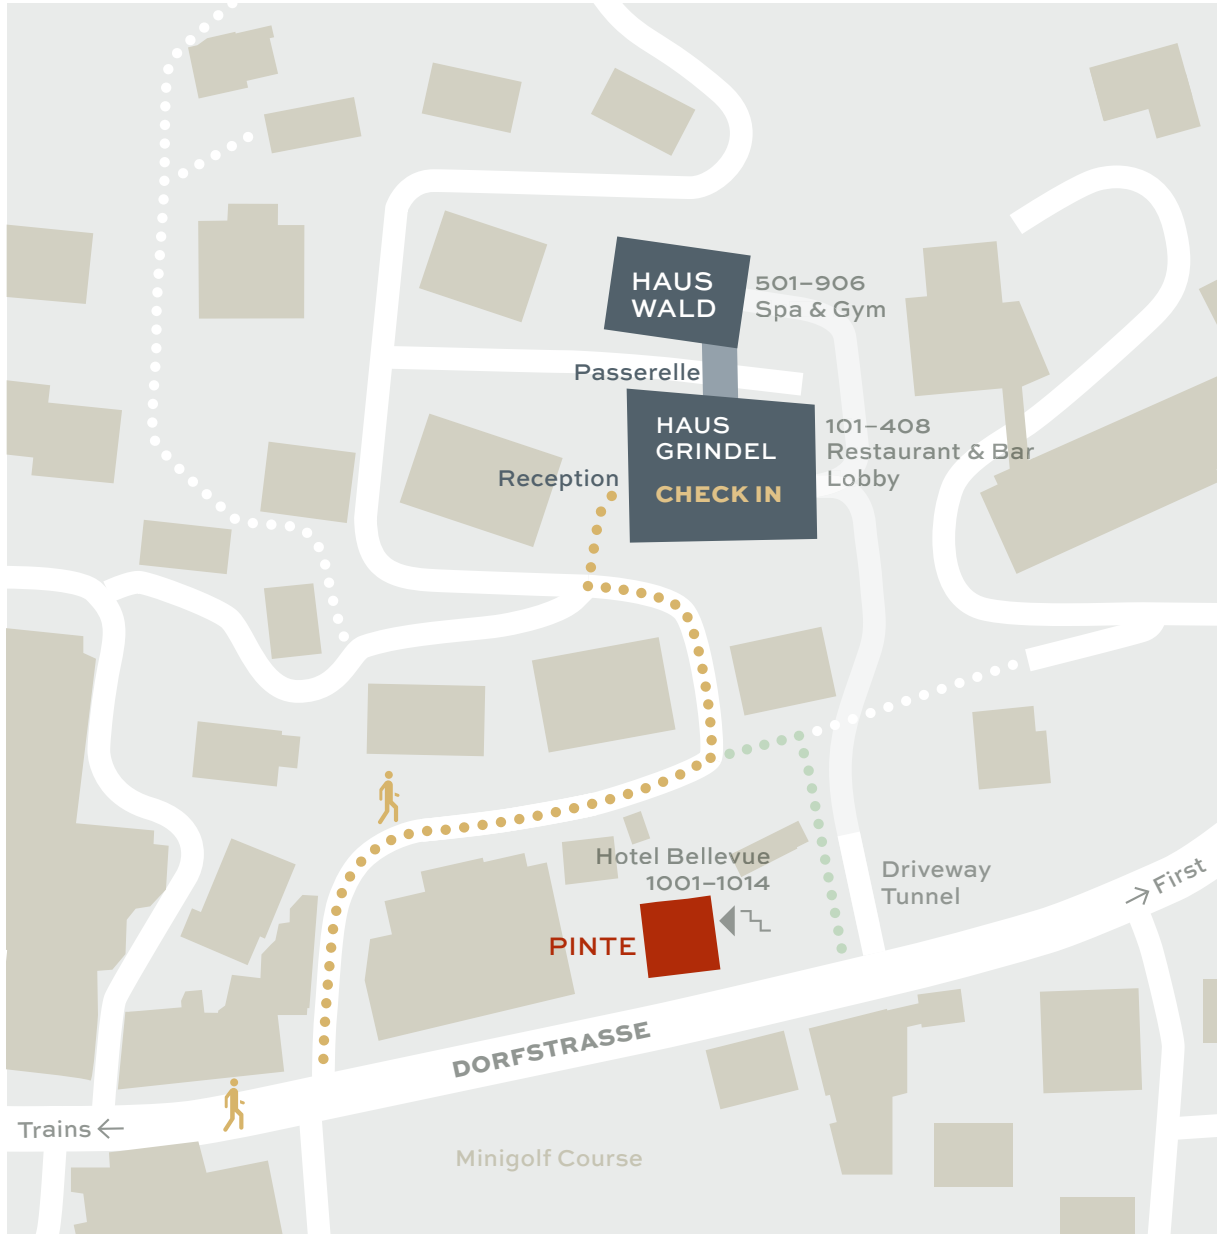 HAUS
WALD
501–906
Spa & Gym
Passerelle
HAUS
GRINDEL
CHECK IN
101–408
Restaurant & Bar
Lobby
Reception
Hotel Bellevue
1001–1014
PINTE
Driveway
Tunnel
First
DORFSTRASSE
Trains
Minigolf Course